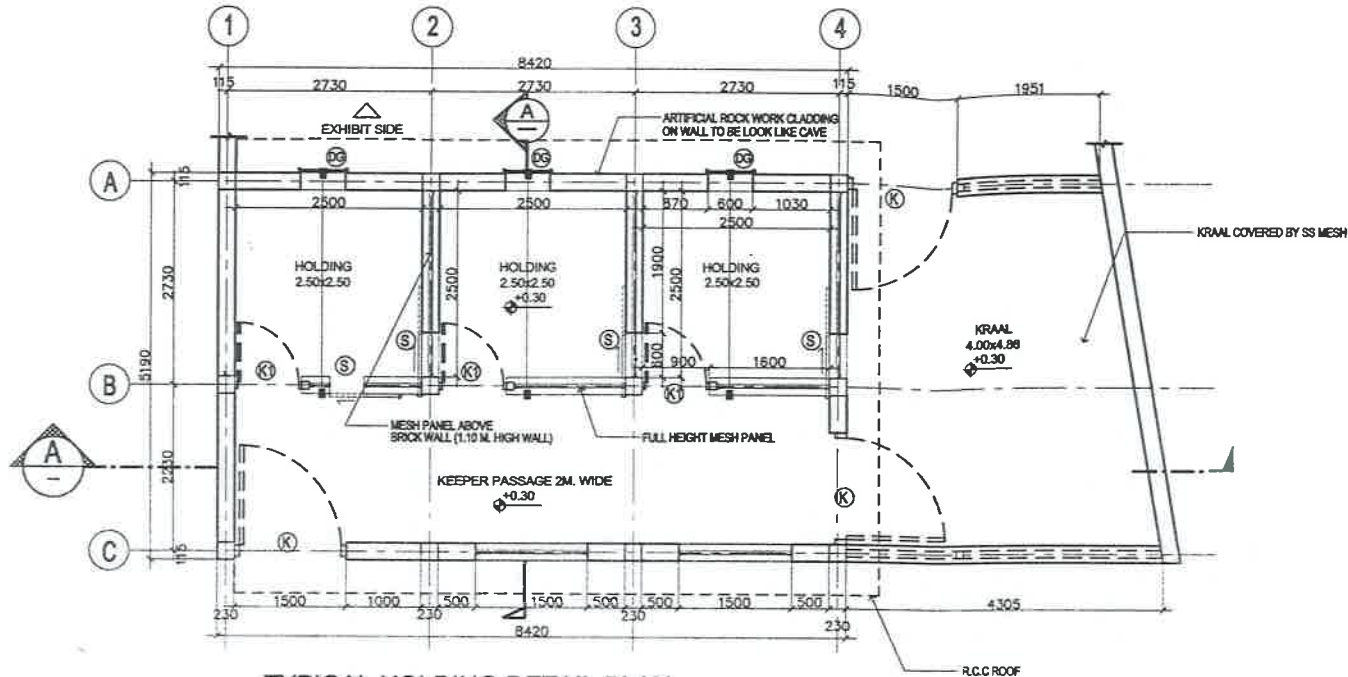 1
2
3
4
8420
115
2730
2730
2730
115
1500
1951
EXHIBIT SIDE
A
ARTIFICIAL ROCK WORK CLADDING
ON WALL TO BE LOOK LIKE CAVE
DG
DG
DG
A
115
K
2500
2500
870
600
1030
2500
KRAAL COVERED BY SS MESH
HOLDING
2.50x2.50
HOLDING
2.50x2.50
+0.30
HOLDING
2.50x2.50
2730
2500
1900
2500
5190
KRAAL
4.00x4.86
+0.30
S
S
S
S
K1
K1
K1
600
900
1600
B
MESH PANEL ABOVE
BRICK WALL (1.10 M. HIGH WALL)
FULL HEIGHT MESH PANEL
A
2230
KEEPER PASSAGE 2M. WIDE
+0.30
K
K
C
115
1500
1000
500
1500
500
500
1500
500
4305
230
230
230
230
8420
R.C.C ROOF